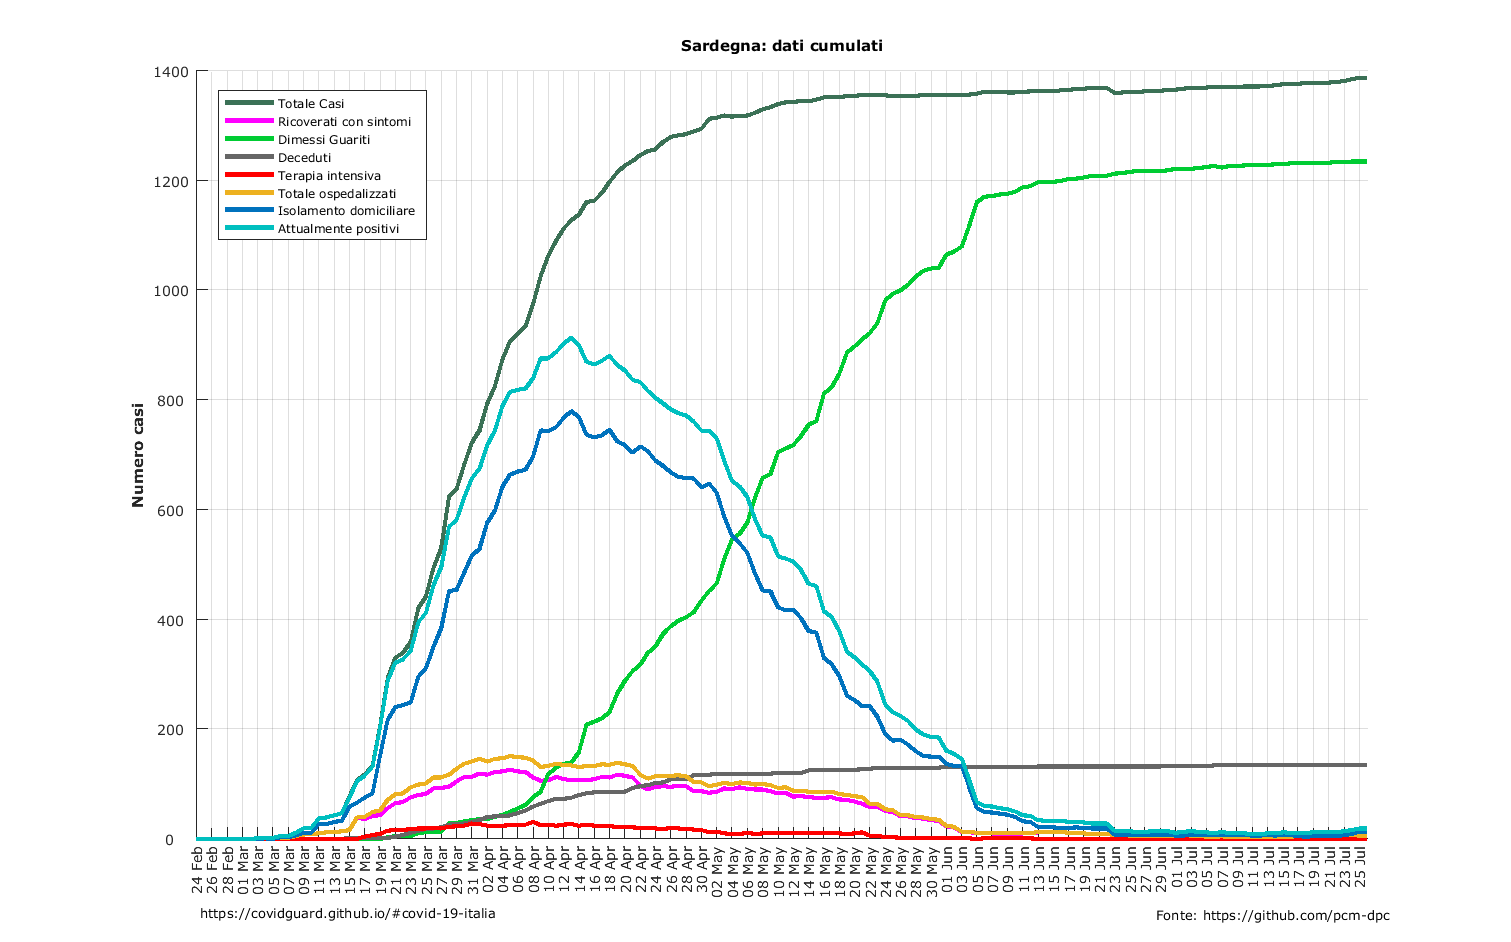 Sardegna: dati cumulati
1400
1200
1000
800
600
400
200
0
Numero casi
Totale Casi
Ricoverati con sintomi
Dimessi Guariti
Deceduti
Terapia intensiva
Totale ospedalizzati
Isolamento domiciliare
Attualmente positivi
24 Feb
26 Feb
28 Feb
01 Mar
03 Mar
05 Mar
07 Mar
09 Mar
11 Mar
13 Mar
15 Mar
17 Mar
19 Mar
21 Mar
23 Mar
25 Mar
27 Mar
29 Mar
31 Mar
02 Apr
04 Apr
06 Apr
08 Apr
10 Apr
12 Apr
14 Apr
16 Apr
18 Apr
20 Apr
22 Apr
24 Apr
26 Apr
28 Apr
30 Apr
02 May
04 May
06 May
08 May
10 May
12 May
14 May
16 May
18 May
20 May
22 May
24 May
26 May
28 May
30 May
01 Jun
03 Jun
05 Jun
07 Jun
09 Jun
11 Jun
13 Jun
15 Jun
17 Jun
19 Jun
21 Jun
23 Jun
25 Jun
27 Jun
29 Jun
01 Jul
03 Jul
05 Jul
07 Jul
09 Jul
11 Jul
13 Jul
15 Jul
17 Jul
19 Jul
21 Jul
23 Jul
25 Jul
https://covidguard.github.io/#covid-19-italia
Fonte: https://github.com/pcm-dpc